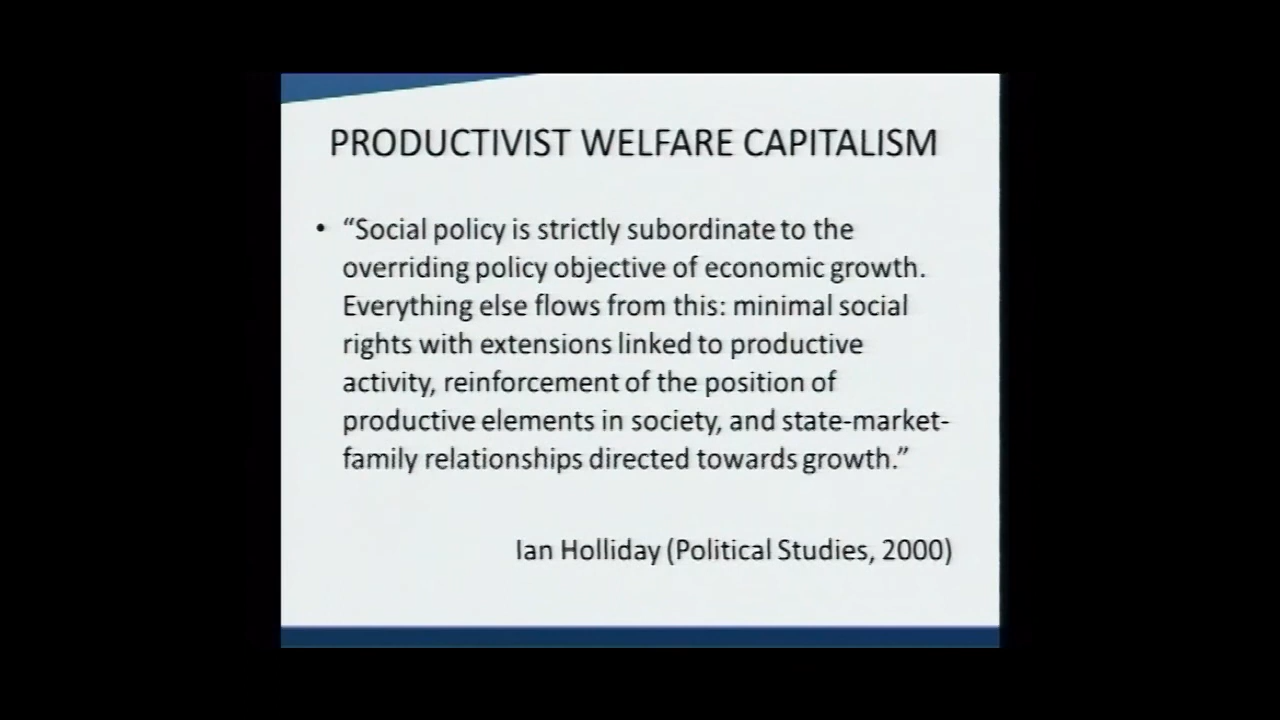 PRODUCTIVIST WELFARE CAPITALISM
• “Social policy is strictly subordinate to the
overriding policy objective of economic growth.
Everything else flows from this: minimal social
rights with extensions linked to productive
activity, reinforcement of the position of
productive elements in society, and state-market-
family relationships directed towards growth.”
Ian Holliday (Political Studies, 2000)